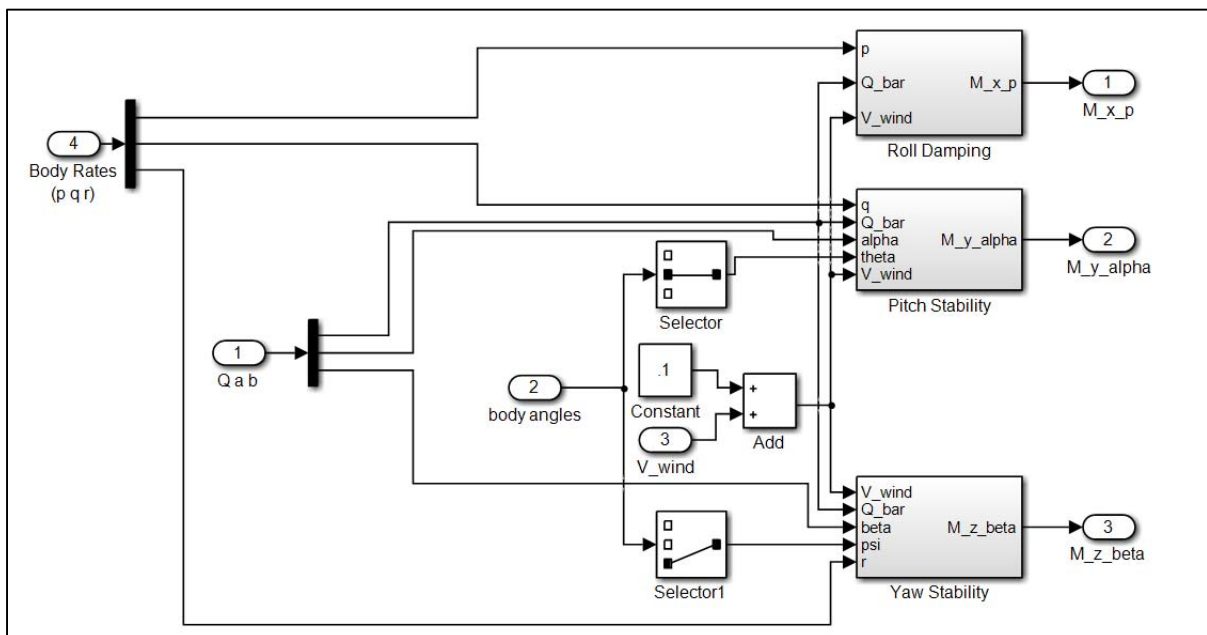 p
Q_bar
V_wind
M_x_p
Roll Damping
1
M_x_p
4
Body Rates
(p q r)
q
Q_bar
alpha
theta
V_wind
M_y_alpha
Pitch Stability
2
M_y_alpha
Selector
1
Q a b
2
body angles
.1
Constant
3
V_wind
+
+
Add
V_wind
Q_bar
beta
psi
r
M_z_beta
Yaw Stability
3
M_z_beta
Selector1